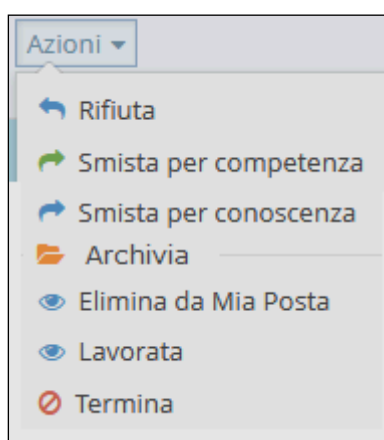 Azioni
Rifiuta
Smista per competenza
Smista per conoscenza
Archivia
Elimina da Mia Posta
Lavorata
Termina